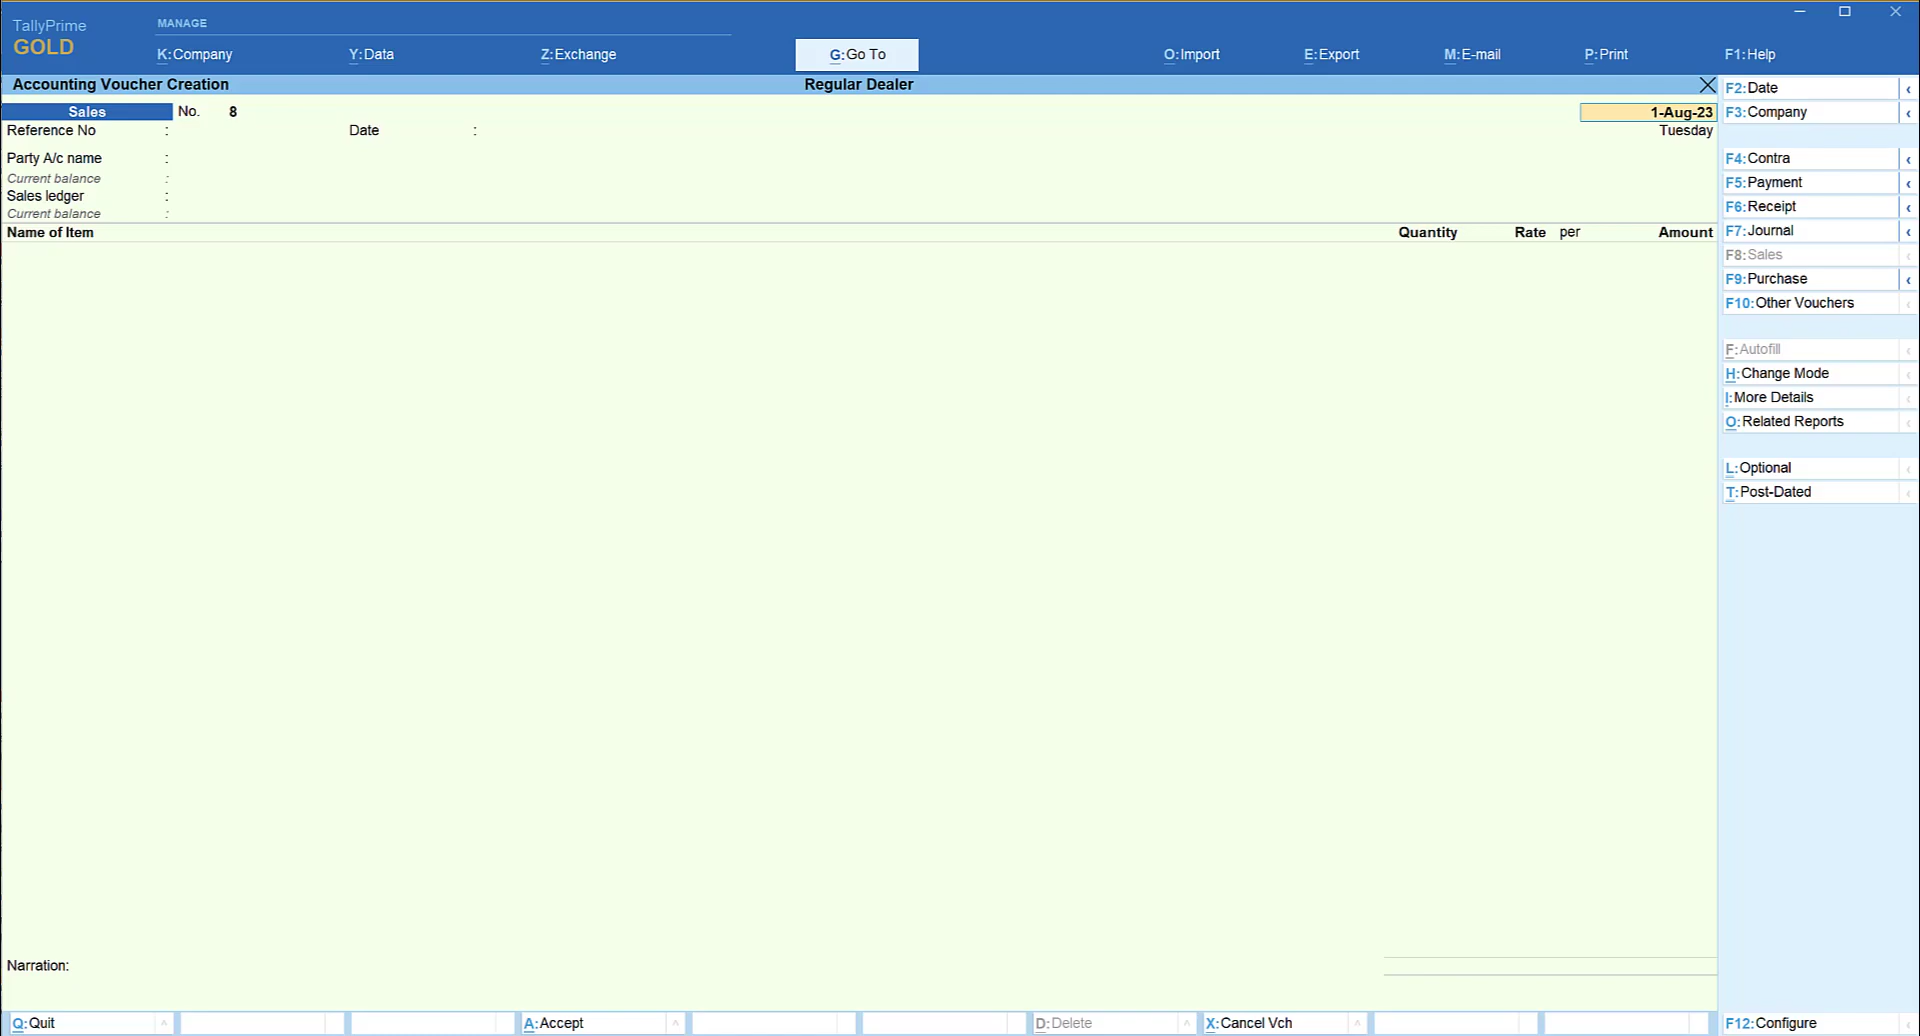 TallyPrime
GOLD
MANAGE
K:Company
Y:Data
Z:Exchange
G:Go To
O:Import
E:Export
M:E-mail
P:Print
F1:Help
Accounting Voucher Creation
Regular Dealer
Sales No. 8
1-Aug-23
Reference No :
Date :
Tuesday
Party A/c name :
Current balance :
Sales ledger :
Current balance :
Name of Item Quantity Rate per Amount
Narration:
F2:Date
F3:Company
F4:Contra
F5:Payment
F6:Receipt
F7:Journal
F8:Sales
F9:Purchase
F10:Other Vouchers
F:Autofill
H:Change Mode
I:More Details
O:Related Reports
L:Optional
T:Post-Dated
Q:Quit
A:Accept
D:Delete
X:Cancel Vch
F12:Configure